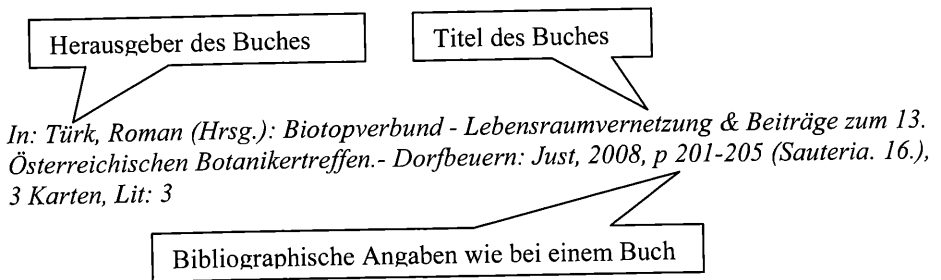 Herausgeber des Buches
Titel des Buches
In: Türk, Roman (Hrsg.): Biotopverbund - Lebensraumvernetzung & Beiträge zum 13.
Österreichischen Botanikertreffen.- Dorfbeuern: Just, 2008, p 201-205 (Sauteria. 16.),
3 Karten, Lit: 3
Bibliographische Angaben wie bei einem Buch